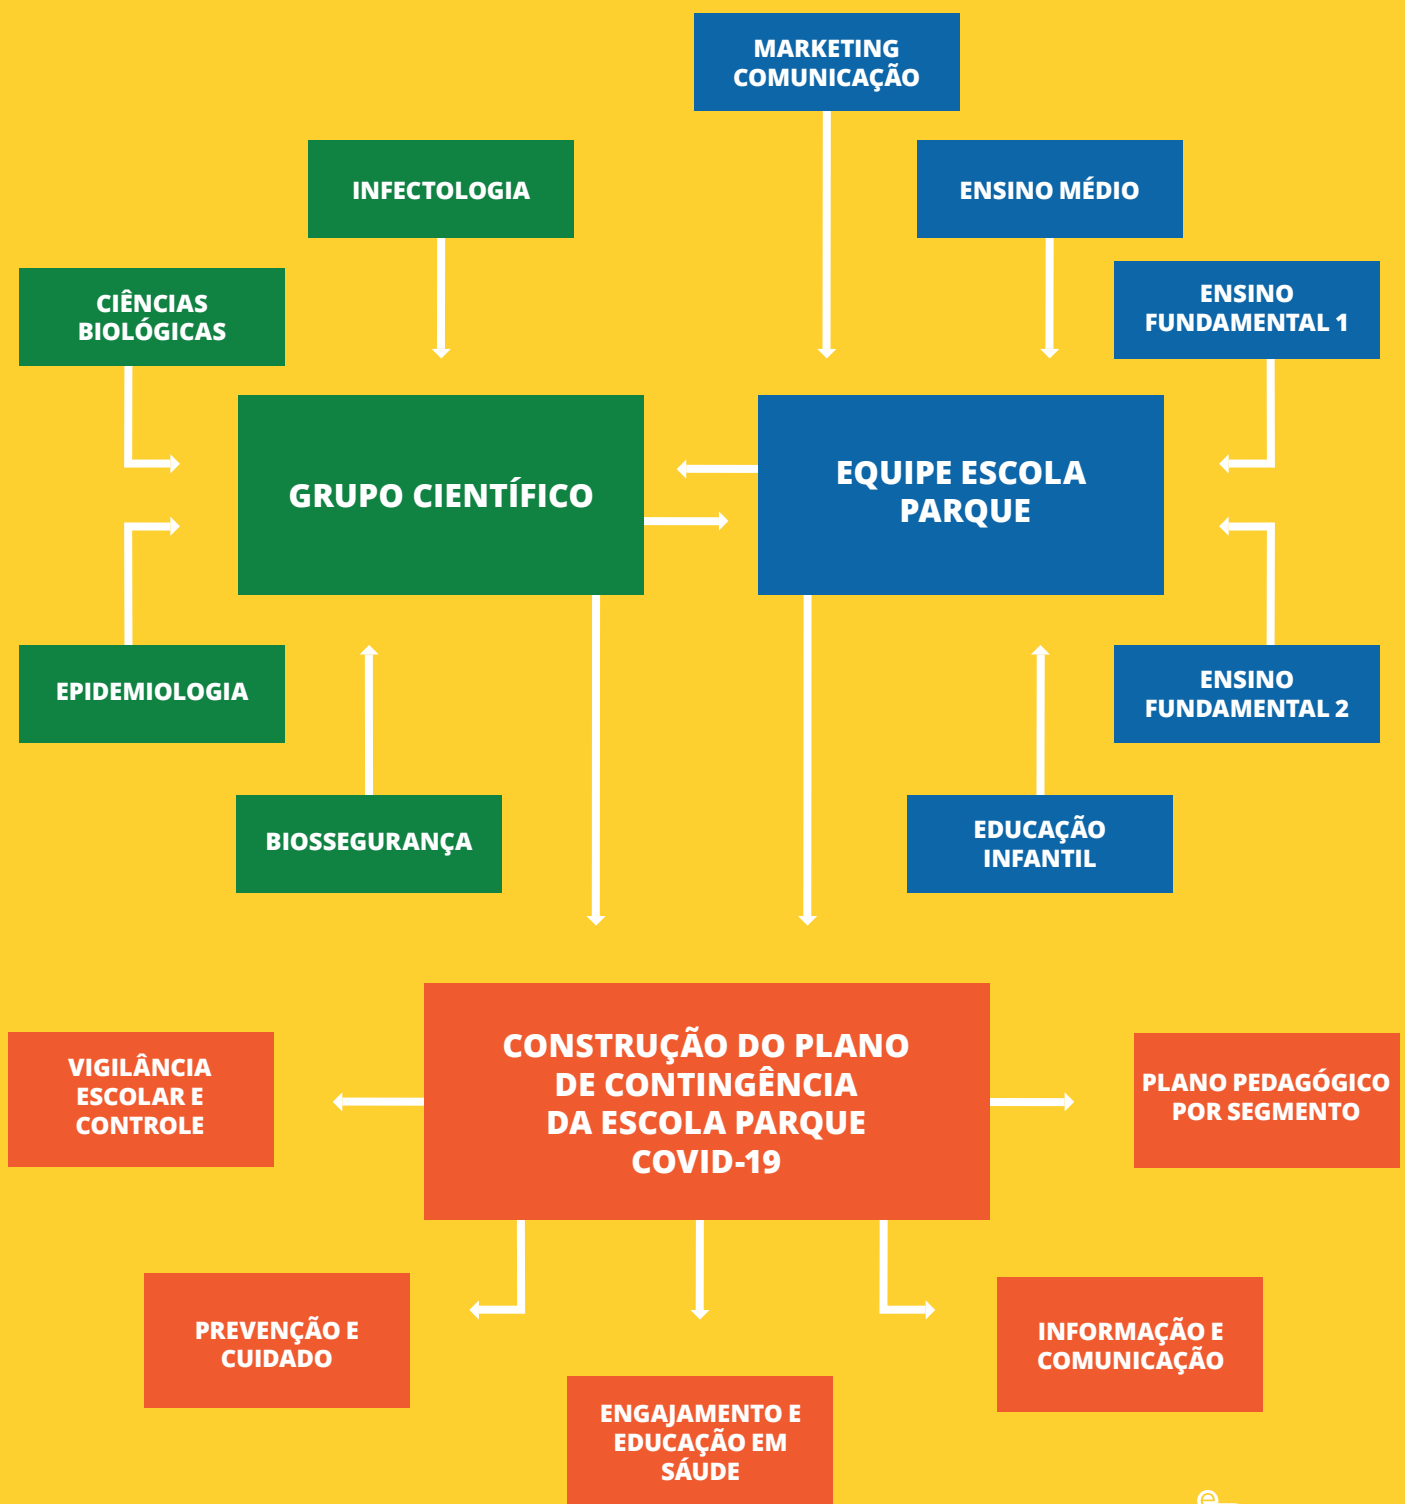 MARKETING
COMUNICAÇÃO
INFECTOLOGIA
ENSINO MÉDIO
CIÊNCIAS
BIOLÓGICAS
ENSINO
FUNDAMENTAL 1
GRUPO CIENTÍFICO
EQUIPE ESCOLA
PARQUE
EPIDEMIOLOGIA
ENSINO
FUNDAMENTAL 2
BIOSSEGURANÇA
EDUCAÇÃO
INFANTIL
CONSTRUÇÃO DO PLANO
DE CONTINGÊNCIA
DA ESCOLA PARQUE
COVID-19
VIGILÂNCIA
ESCOLAR E
CONTROLE
PLANO PEDAGÓGICO
POR SEGMENTO
PREVENÇÃO E
CUIDADO
INFORMAÇÃO E
COMUNICAÇÃO
ENGAJAMENTO E
EDUCAÇÃO EM
SÁUDE